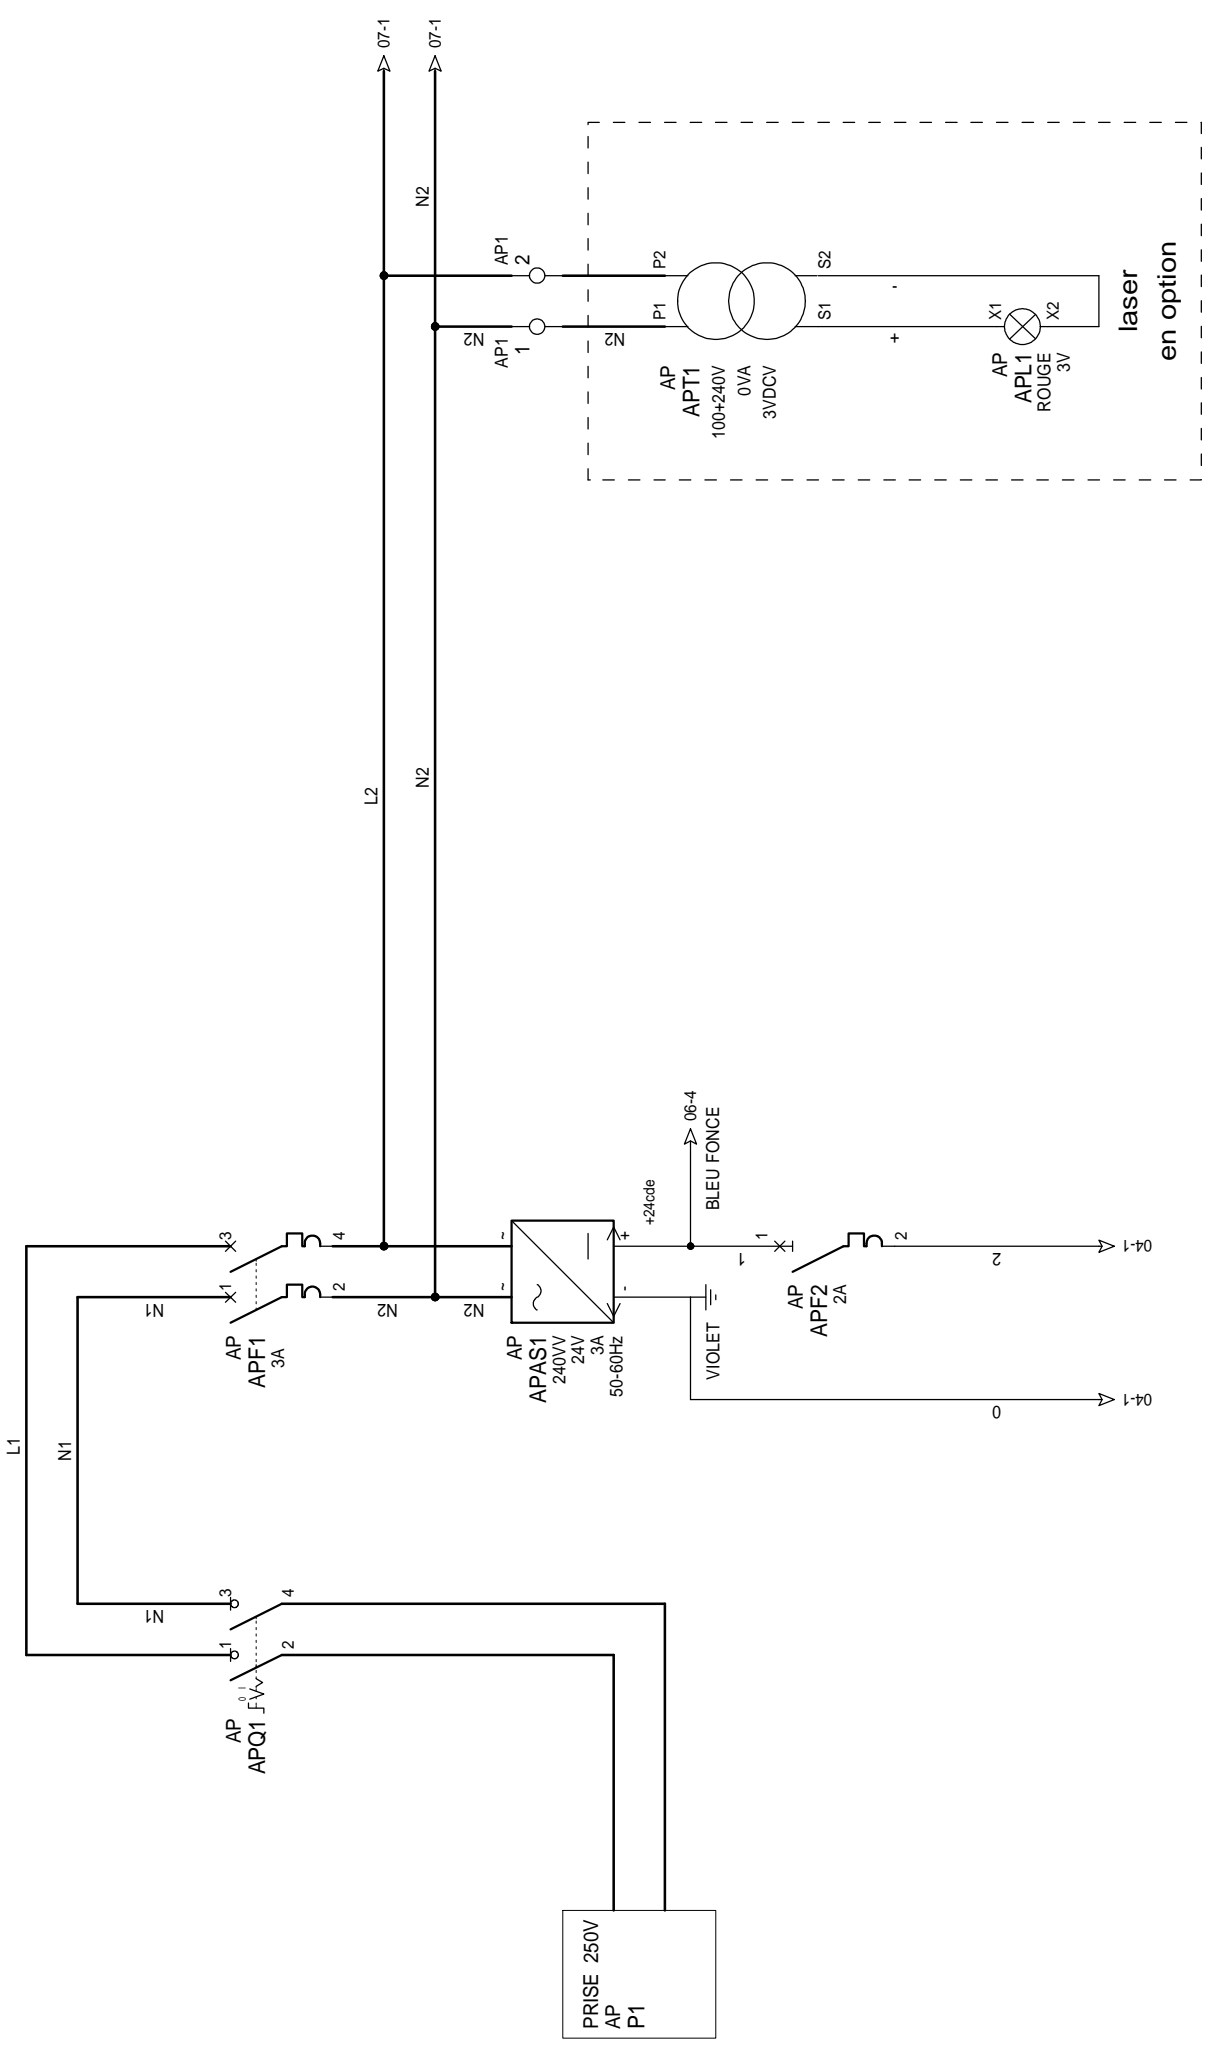 L1
N1
N1
N1
AP
APQ1
0 1
1
2
3
4
PRISE 250V
AP
P1
AP
APF1
3A
1
2
3
4
N2
N2
L2
N2
N2
07-1
07-1
AP
APAS1
240VV
24V
3A
50-60Hz
~
~
-
+
+24cde
06-4
BLEU FONCE
VIOLET
1
1
AP
APF2
2A
2
2
04-1
0
04-1
N2
AP1
1
AP1
2
N2
P1
P2
AP
APT1
100+240V
0VA
3VDCV
S1
S2
+
-
X1
X2
AP
APL1
ROUGE
3V
laser
en option